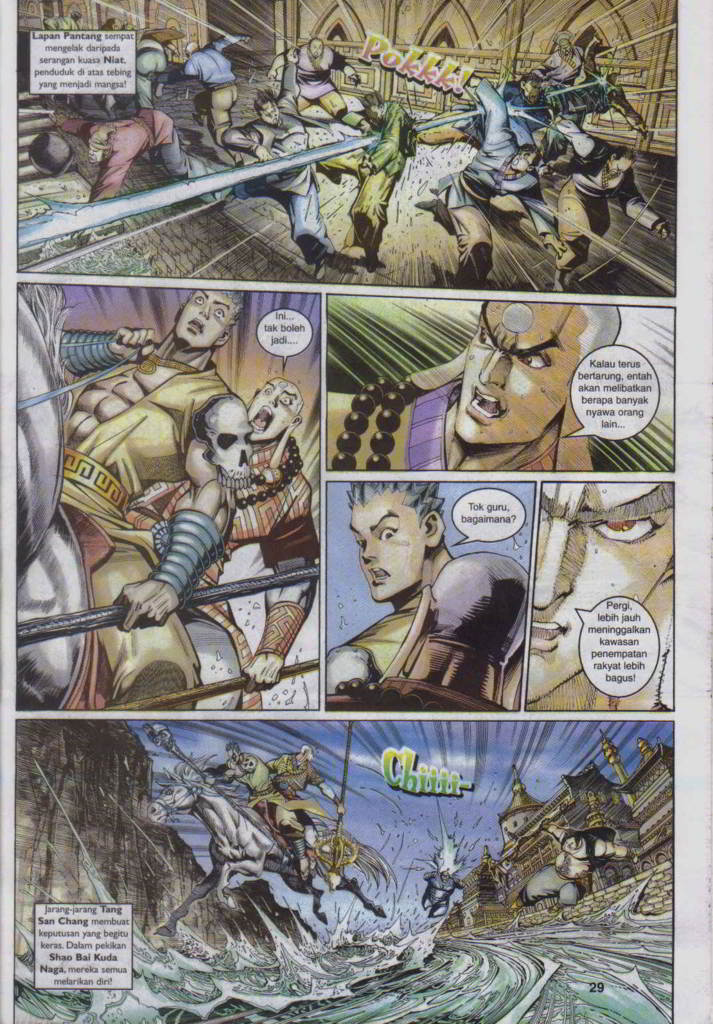 Lapan Pantang sempat
mengelak daripada
serangan kuasa Niat,
penduduk di atas tebing
yang menjadi mangsa!
Pokkk!
Ini...
tak boleh
jadi....
Kalau terus
bertarung, entah
akan melibatkan
berapa banyak
nyawa orang
lain...
Tok guru,
bagaimana?
Pergi,
lebih jauh
meninggalkan
kawasan
penempatan
rakyat lebih
bagus!
Chiiii-
Jarang-jarang Tang
San Chang membuat
keputusan yang begitu
keras. Dalam pekikan
Shao Bai Kuda
Naga, mereka semua
melarikan diri!
29